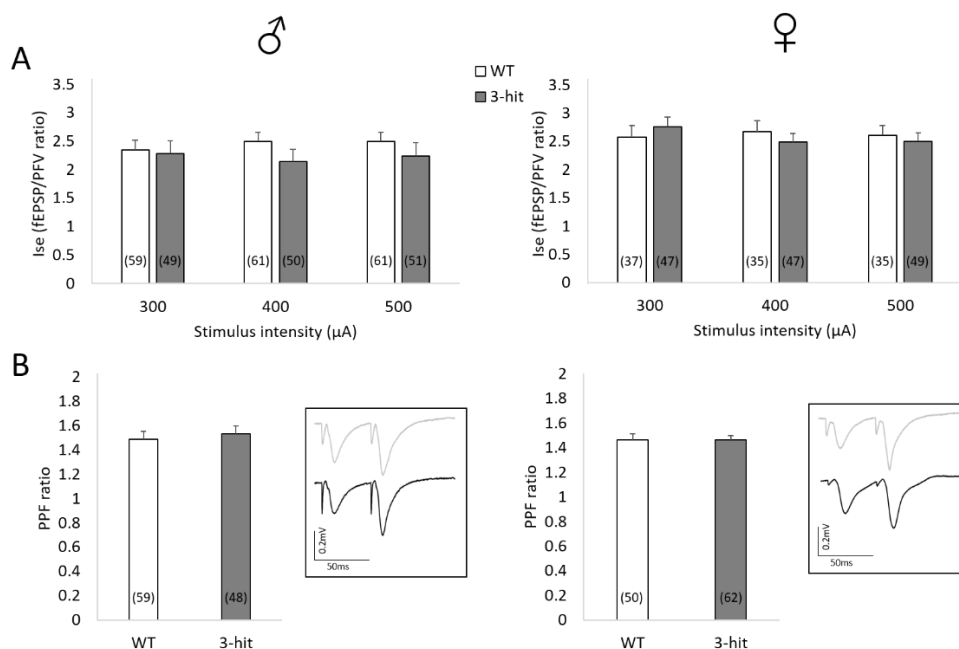 ♂
♀
A
WT
3-hit
Ise (fEPSP/PFV ratio)
3.5
3
2.5
2
1.5
1
0.5
0
(59) (49) (61) (50) (61) (51)
300 400 500
Stimulus intensity (µA)
Ise (fEPSP/PFV ratio)
3.5
3
2.5
2
1.5
1
0.5
0
(37) (47) (35) (47) (35) (49)
300 400 500
Stimulus intensity (µA)
B
PPF ratio
2
1.8
1.6
1.4
1.2
1
0.8
0.6
0.4
0.2
0
(59) (48)
WT 3-hit
0.2mV
50ms
PPF ratio
2
1.8
1.6
1.4
1.2
1
0.8
0.6
0.4
0.2
0
(50) (62)
WT 3-hit
0.2mV
50ms